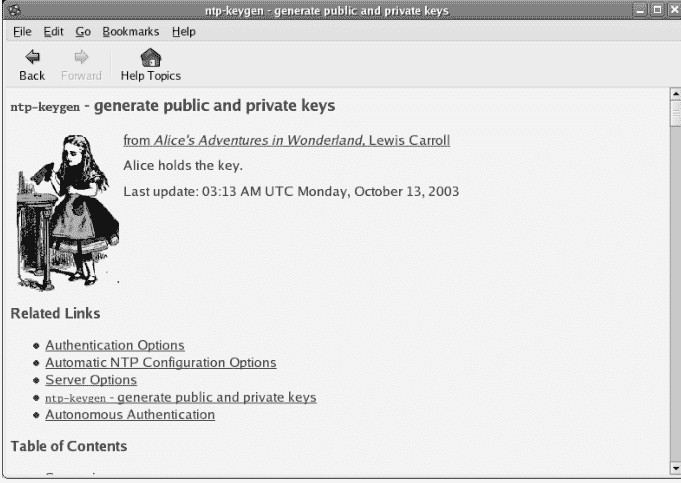 ntp-keygen - generate public and private keys
File Edit Go Bookmarks Help
Back Forward Help Topics
ntp-keygen - generate public and private keys
from Alice's Adventures in Wonderland, Lewis Carroll
Alice holds the key.
Last update: 03:13 AM UTC Monday, October 13, 2003
Related Links
Authentication Options
Automatic NTP Configuration Options
Server Options
ntp-keygen - generate public and private keys
Autonomous Authentication
Table of Contents